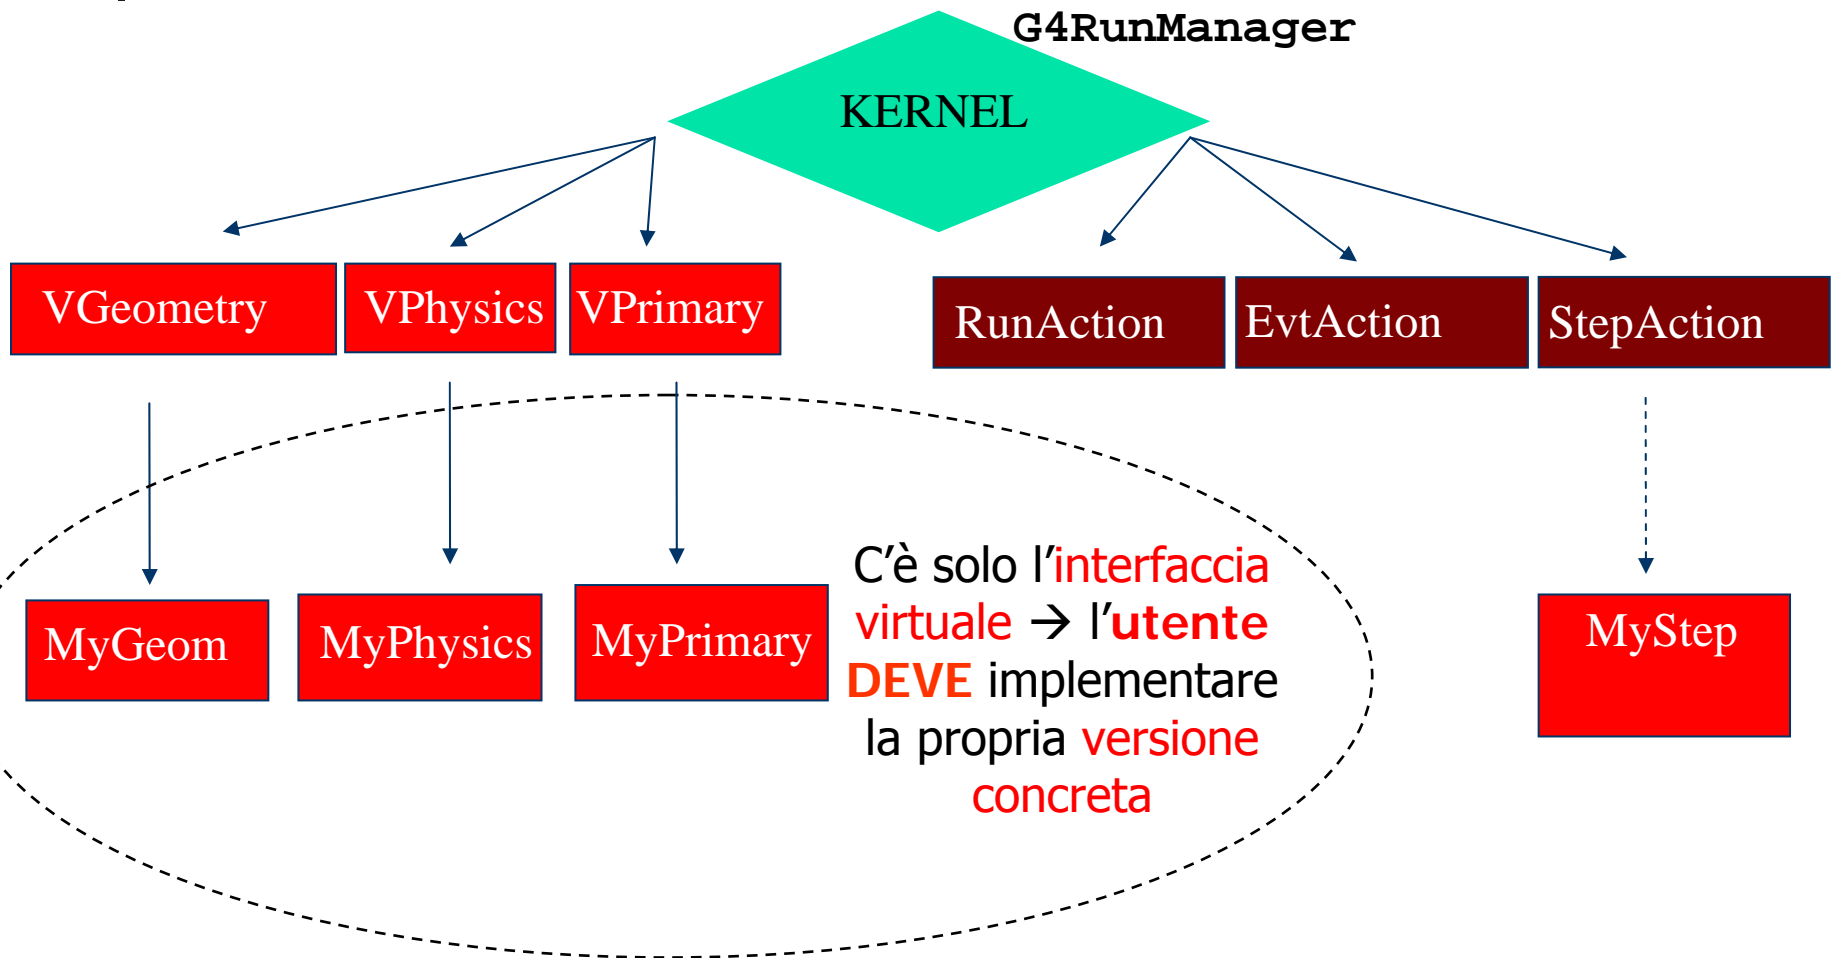 G4RunManager
KERNEL
VGeometry
VPhysics
VPrimary
RunAction
EvtAction
StepAction
MyGeom
MyPhysics
MyPrimary
C’è solo l’interfaccia
virtuale → l’utente
DEVE implementare
la propria versione
concreta
MyStep